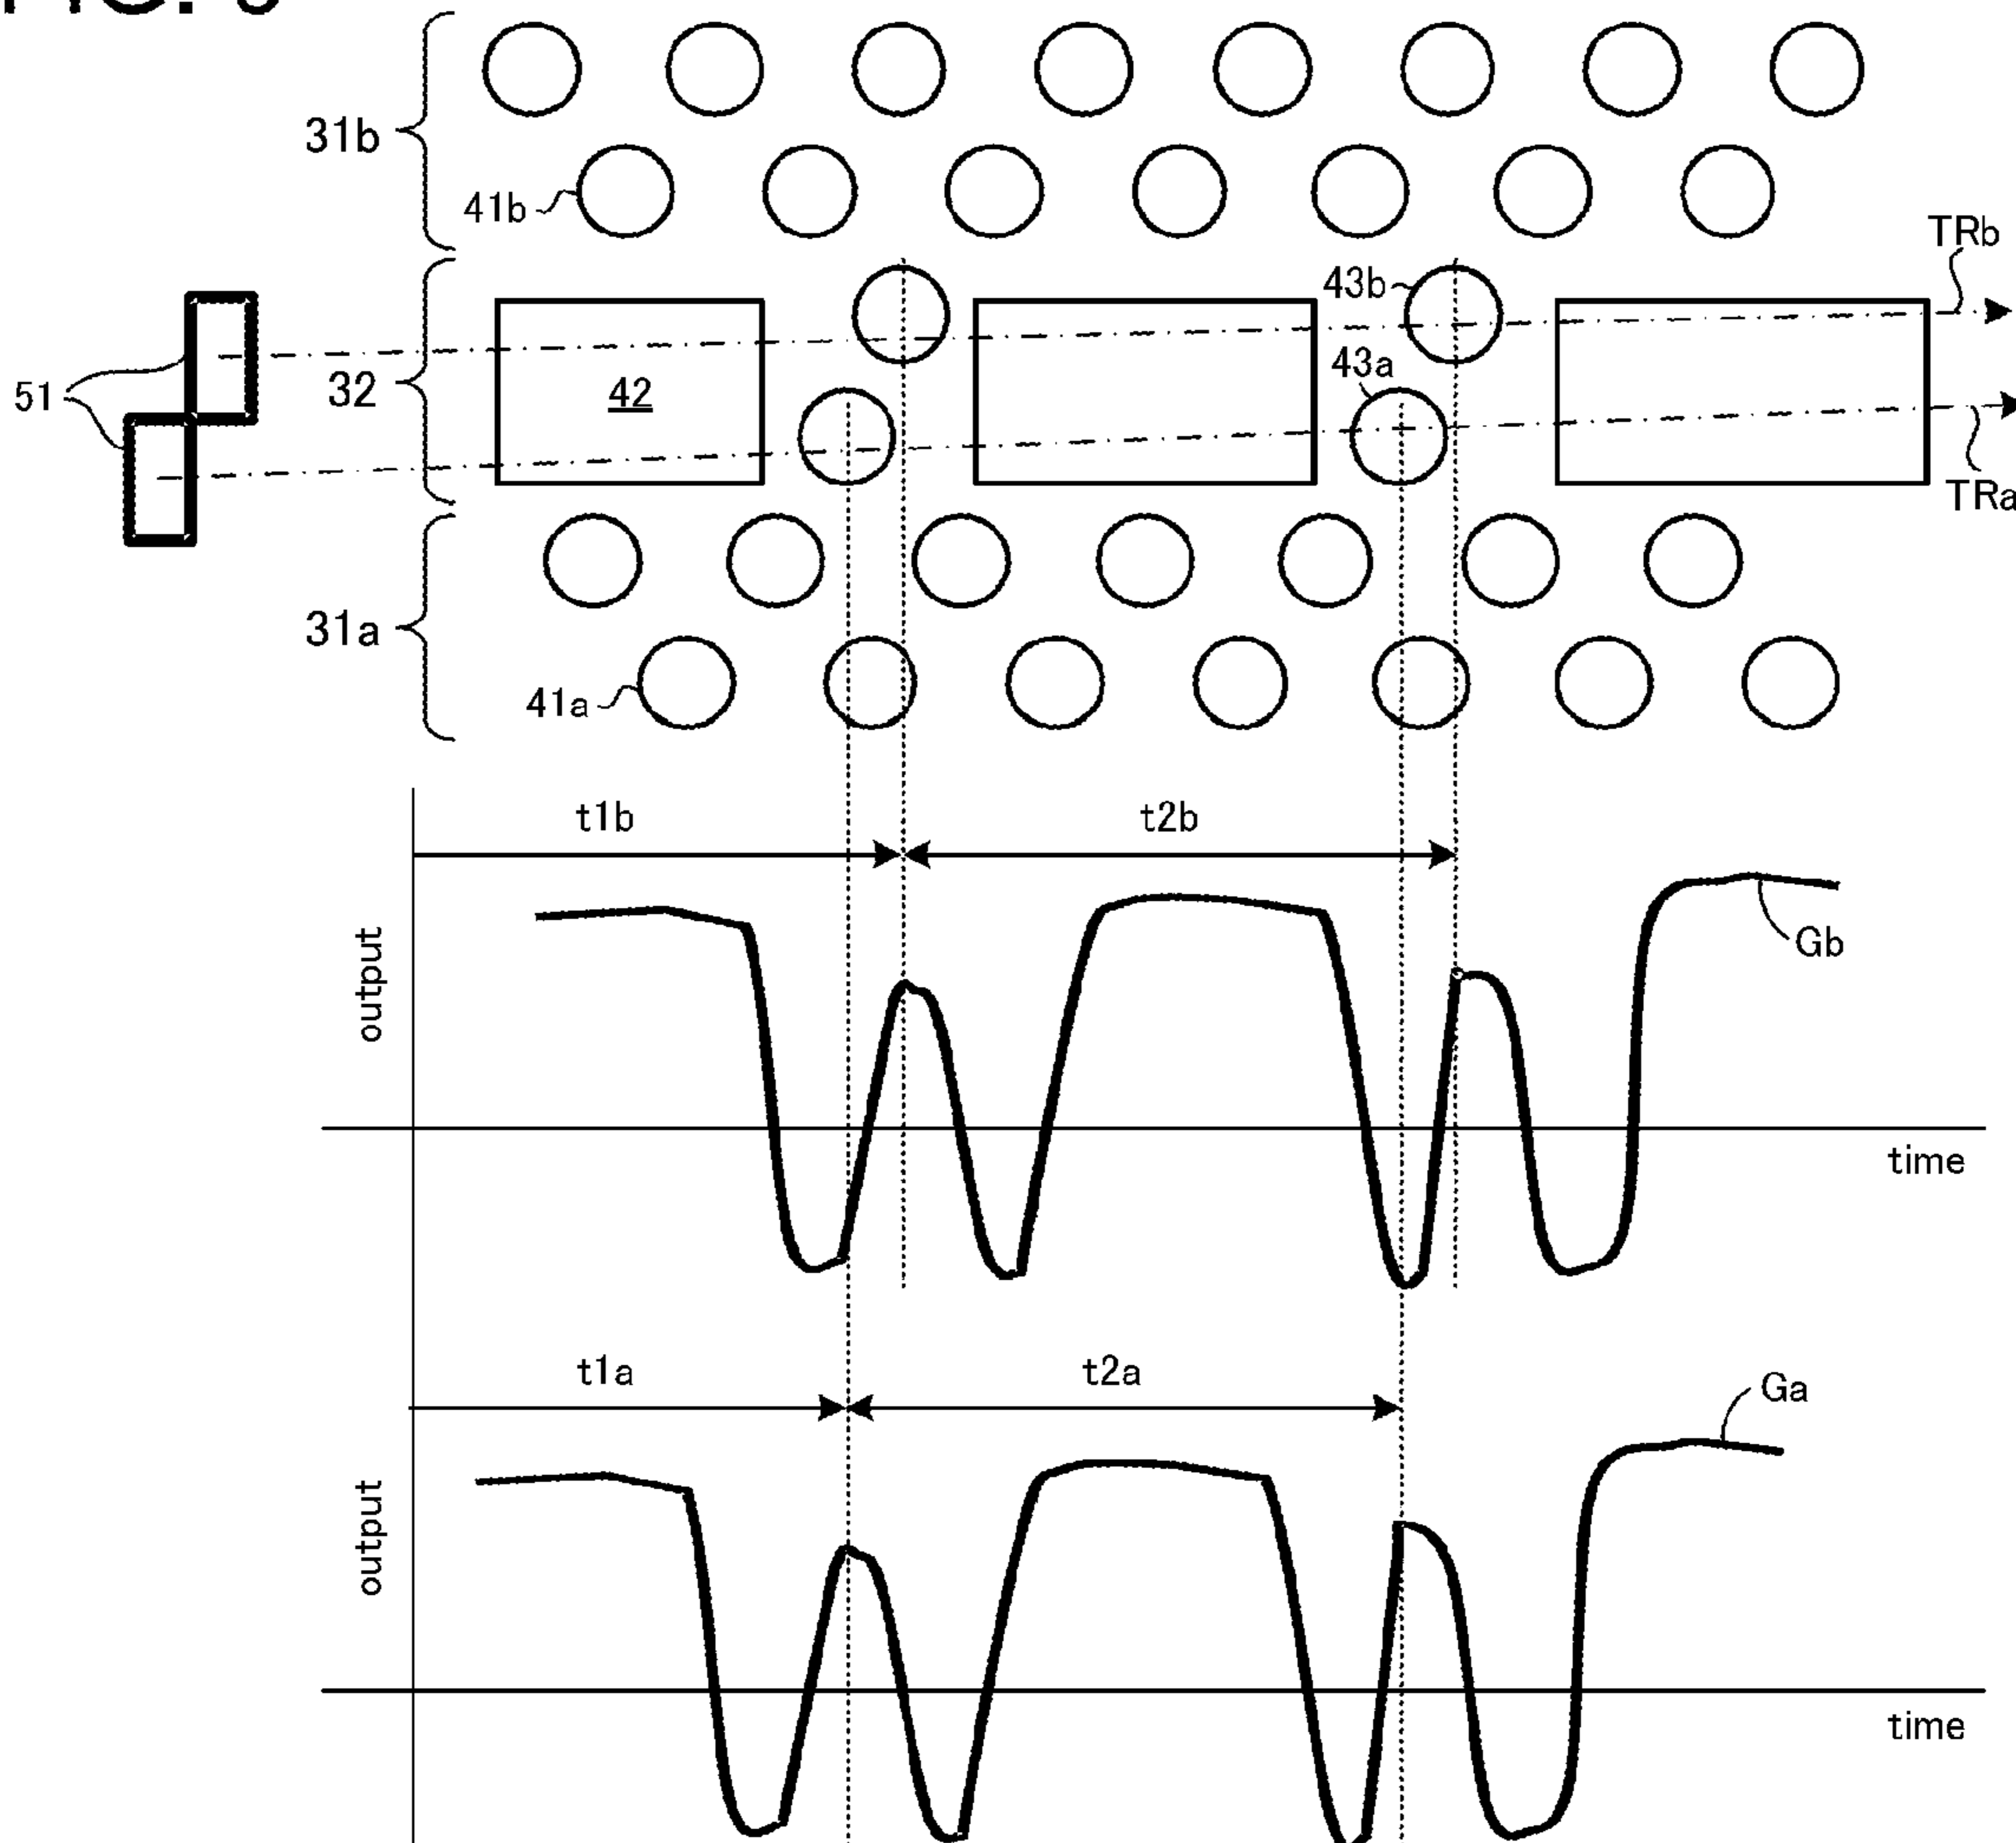 31b
41b
TRb
43b
51
32
42
43a
TRa
31a
41a
t1b
t2b
output
Gb
time
t1a
t2a
Ga
output
time